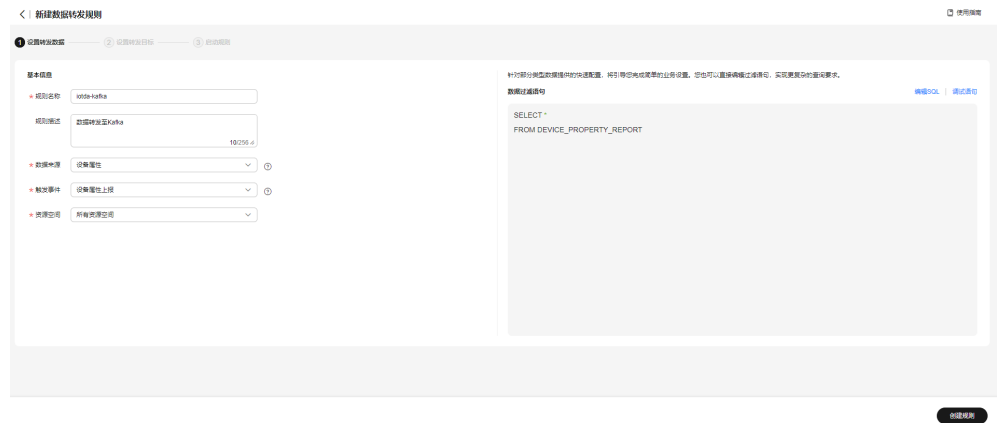 新建数据转发规则
使用指南
1 设置转发数据 2 设置转发目标 3 启动规则
基本信息
* 规则名称 iotda-kafka
规则描述 数据转发至Kafka
10/256
* 数据来源 设备属性
* 触发事件 设备属性上报
* 资源空间 所有资源空间
针对部分类型数据提供的快速配置，将引导您完成简单的业务设置。您也可以直接编辑过滤语句，实现更复杂的查询要求。
数据过滤语句 编辑SQL 调试语句
SELECT *
FROM DEVICE_PROPERTY_REPORT
创建规则